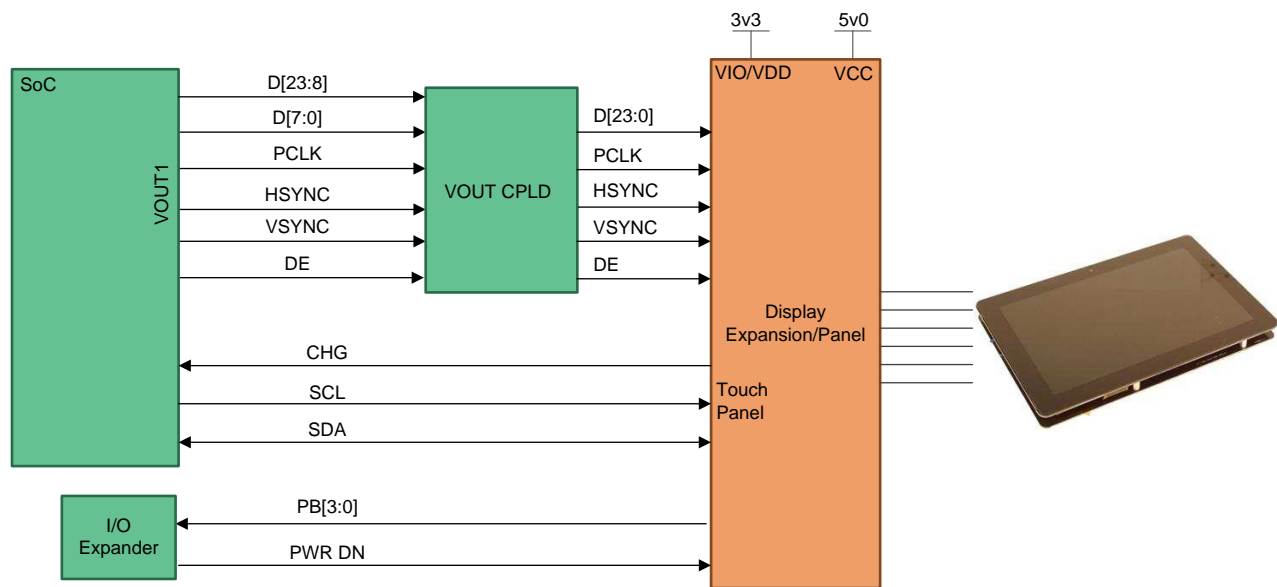 3v3
5v0
SoC
VIO/VDD
VCC
D[23:8]
D[7:0]
D[23:0]
PCLK
PCLK
VOUT1
VOUT CPLD
HSYNC
HSYNC
VSYNC
VSYNC
DE
DE
Display
Expansion/Panel
CHG
SCL
Touch
Panel
SDA
PB[3:0]
I/O
Expander
PWR DN